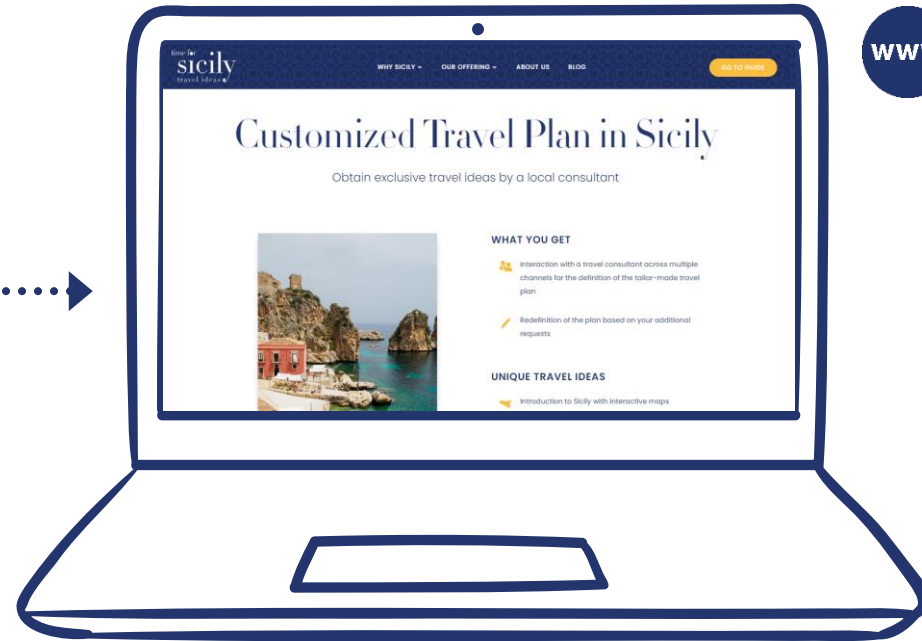 time for
sicily
travel ideas
WHY SICILY
OUR OFFERING
ABOUT US
BLOG
GO TO GUIDE
Customized Travel Plan in Sicily
Obtain exclusive travel ideas by a local consultant
WHAT YOU GET
Interaction with a travel consultant across multiple
channels for the definition of the tailor-made travel
plan
Redefinition of the plan based on your additional
requests
UNIQUE TRAVEL IDEAS
Introduction to Sicily with interactive maps